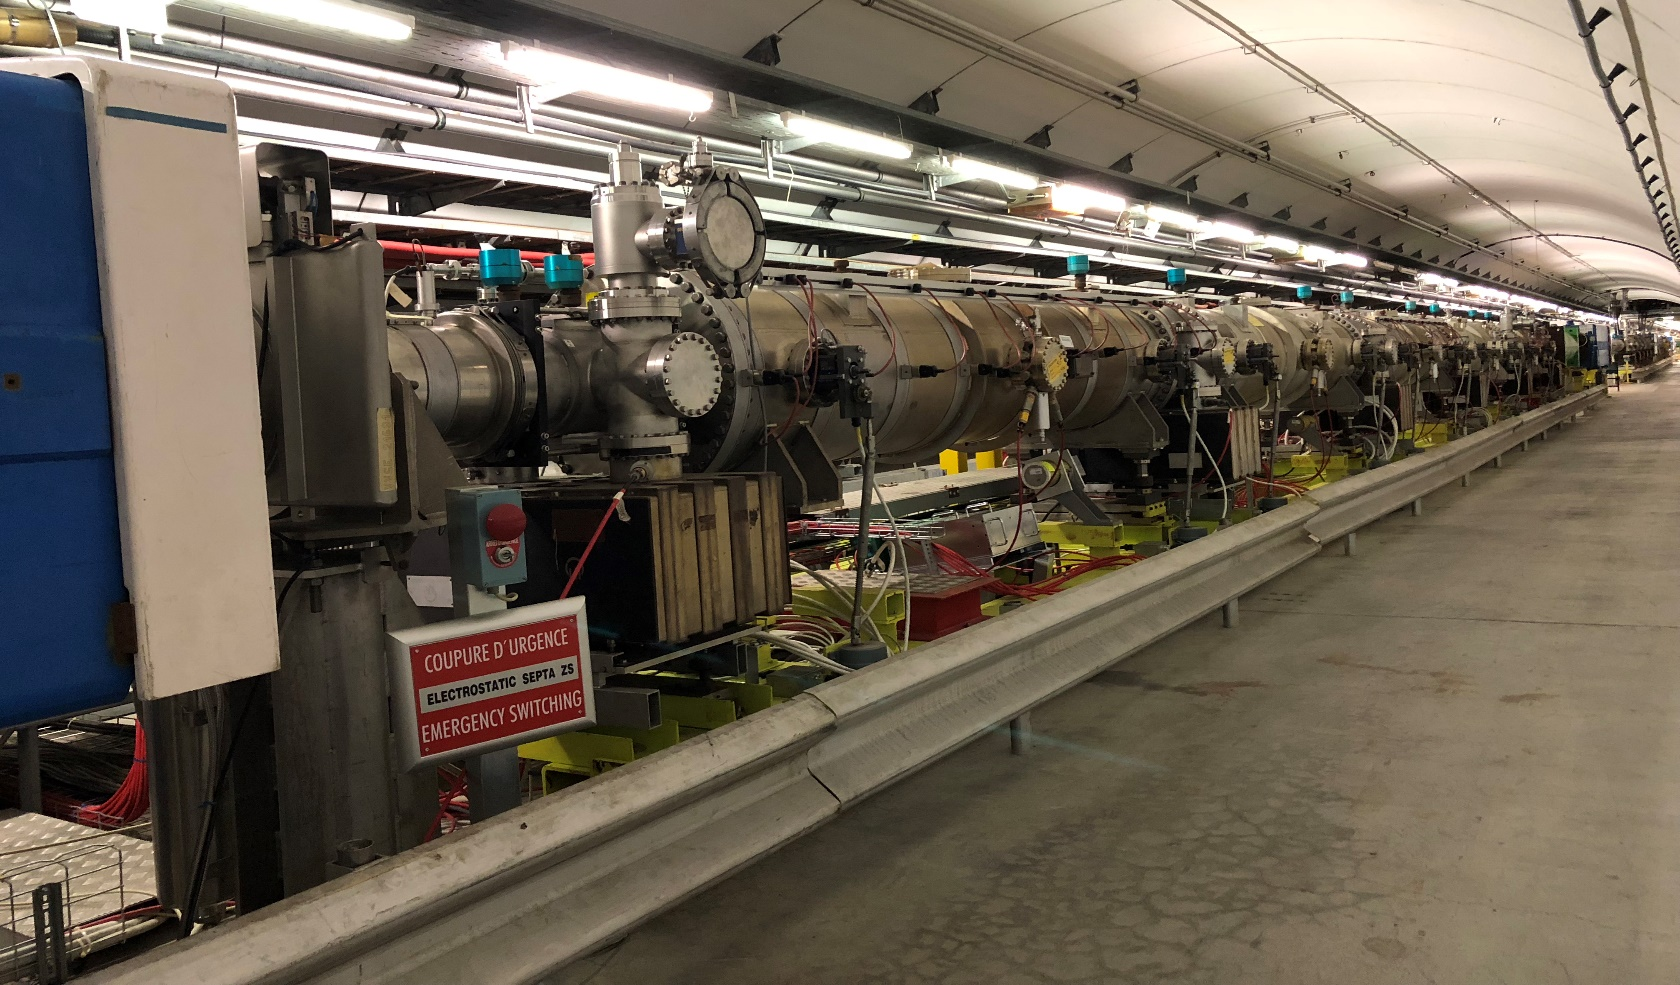 COUPURE D'URGENCE
ELECTROSTATIC SEPTA ZS
EMERGENCY SWITCHING